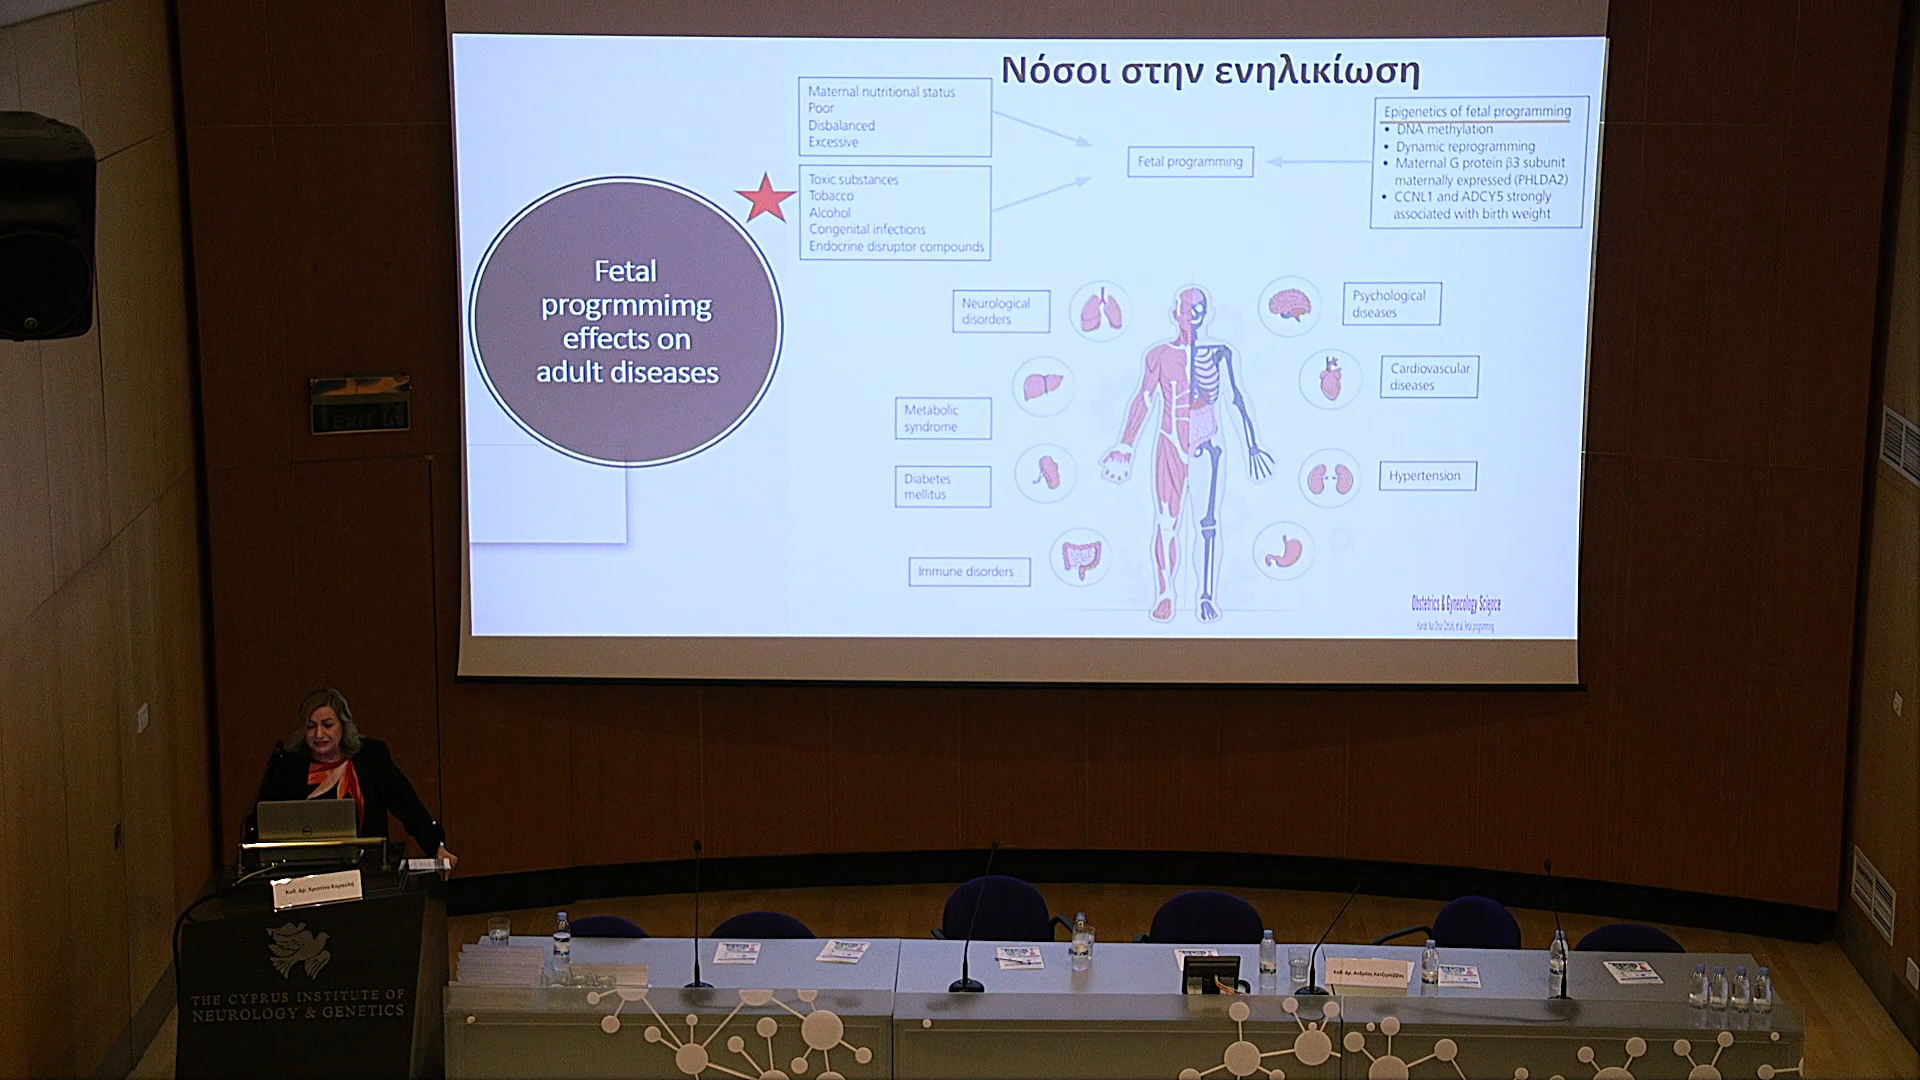 Νόσοι στην ενηλικίωση
Maternal nutritional status
Poor
Disbalanced
Excessive
Toxic substances
Tobacco
Alcohol
Congenital infections
Endocrine disruptor compounds
Fetal programming
Epigenetics of fetal programming
• DNA methylation
• Dynamic reprogramming
• Maternal G protein β3 subunit
maternally expressed (PHLDA2)
• CCNL1 and ADCY5 strongly
associated with birth weight
Fetal
progrmmimg
effects on
adult diseases
Neurological
disorders
Psychological
diseases
Metabolic
syndrome
Cardiovascular
diseases
Diabetes
mellitus
Hypertension
Immune disorders
Obstetrics & Gynecology Science
EXIT
THE CYPRUS INSTITUTE OF
NEUROLOGY & GENETICS